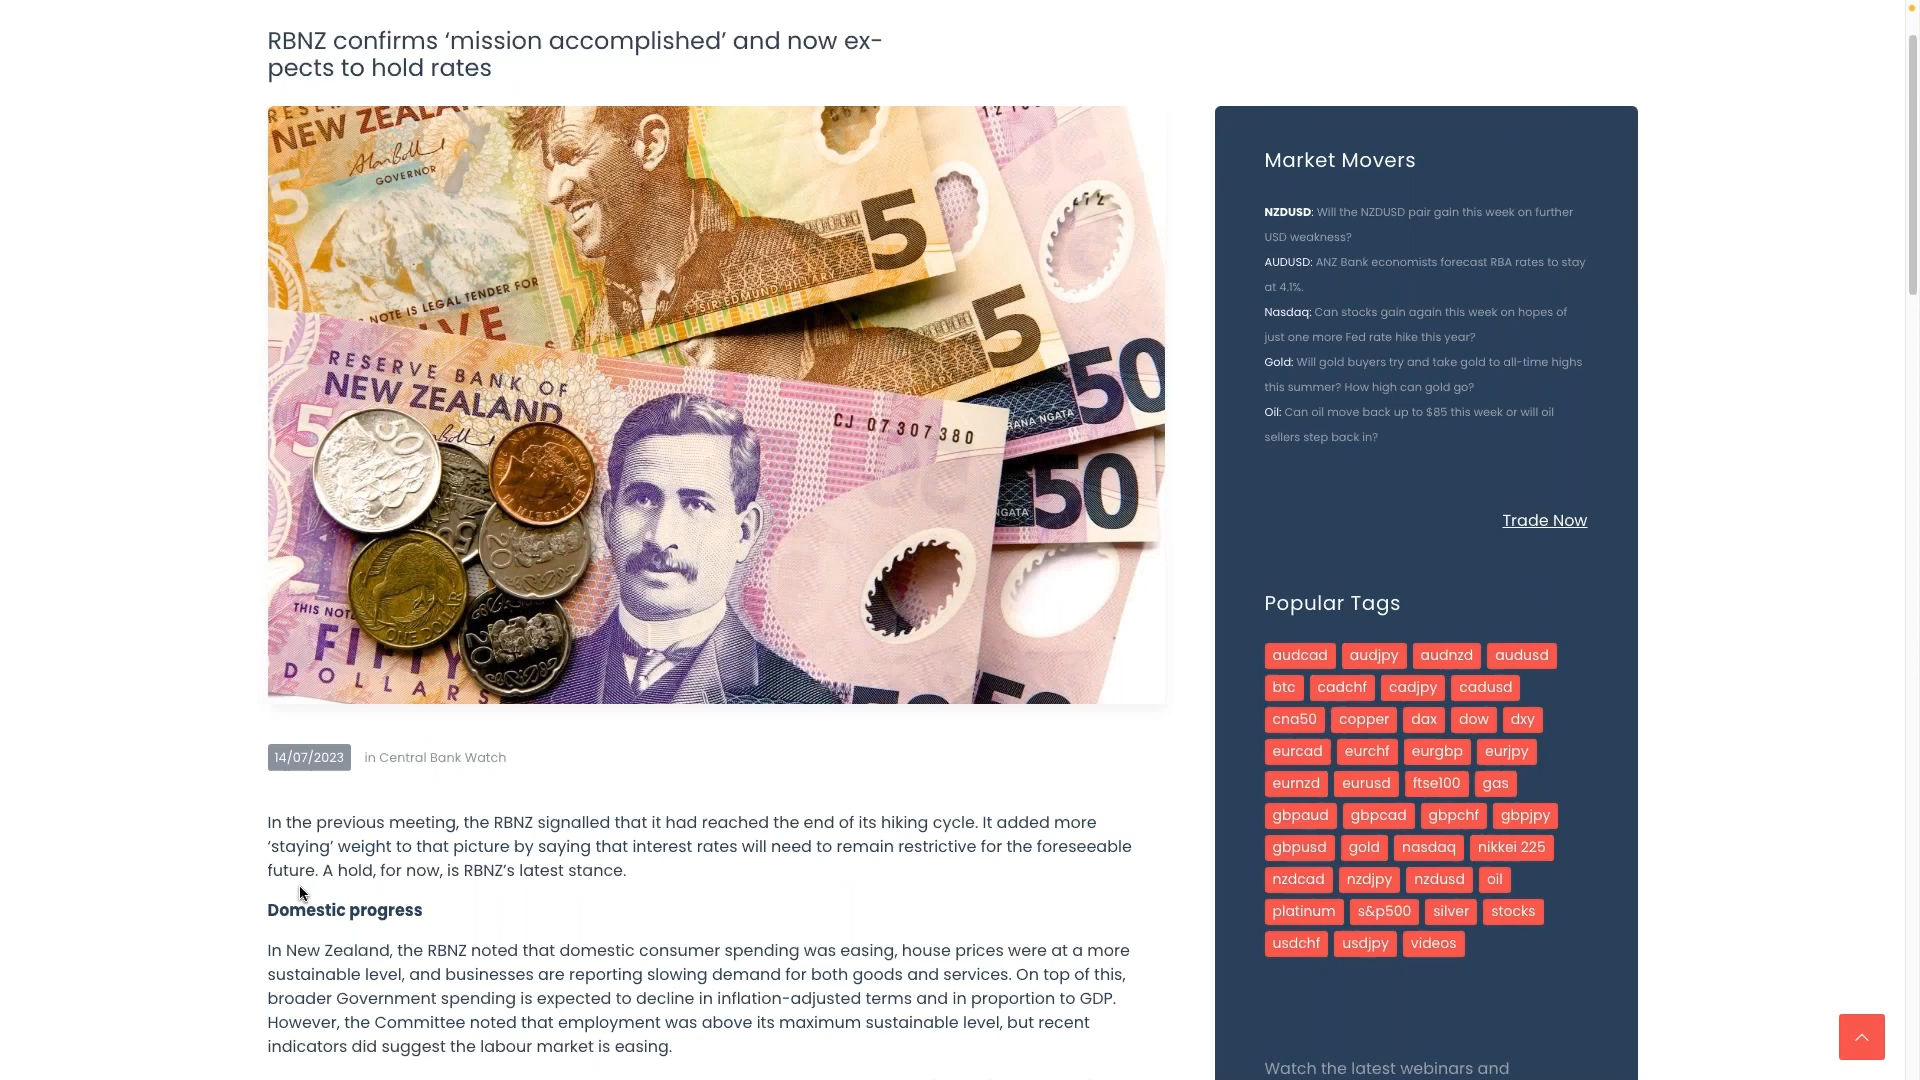 RBNZ confirms ‘mission accomplished’ and now ex-
pects to hold rates
NEW ZEALA
GOVERNOR
5
NOTE IS LEGAL TENDER FOR
5
SIR EDMUND HILLARY
5
RESERVE BANK OF
NEW ZEALAND
CJ 07307380
50
NGATA
50
NGATA
50
20
ONE DOLLAR
20
THIS NOTE
FIFTY
DOLLARS
14/07/2023 in Central Bank Watch
In the previous meeting, the RBNZ signalled that it had reached the end of its hiking cycle. It added more
‘staying’ weight to that picture by saying that interest rates will need to remain restrictive for the foreseeable
future. A hold, for now, is RBNZ’s latest stance.
Domestic progress
In New Zealand, the RBNZ noted that domestic consumer spending was easing, house prices were at a more
sustainable level, and businesses are reporting slowing demand for both goods and services. On top of this,
broader Government spending is expected to decline in inflation-adjusted terms and in proportion to GDP.
However, the Committee noted that employment was above its maximum sustainable level, but recent
indicators did suggest the labour market is easing.
Market Movers
NZDUSD: Will the NZDUSD pair gain this week on further
USD weakness?
AUDUSD: ANZ Bank economists forecast RBA rates to stay
at 4.1%.
Nasdaq: Can stocks gain again this week on hopes of
just one more Fed rate hike this year?
Gold: Will gold buyers try and take gold to all-time highs
this summer? How high can gold go?
Oil: Can oil move back up to $85 this week or will oil
sellers step back in?
Trade Now
Popular Tags
audcad audjpy audnzd audusd
btc cadchf cadjpy cadusd
cna50 copper dax dow dxy
eurcad eurchf eurgbp eurjpy
eurnzd eurusd ftse100 gas
gbpaud gbpcad gbpchf gbpjpy
gbpusd gold nasdaq nikkei 225
nzdcad nzdjpy nzdusd oil
platinum s&p500 silver stocks
usdchf usdjpy videos
Watch the latest webinars and